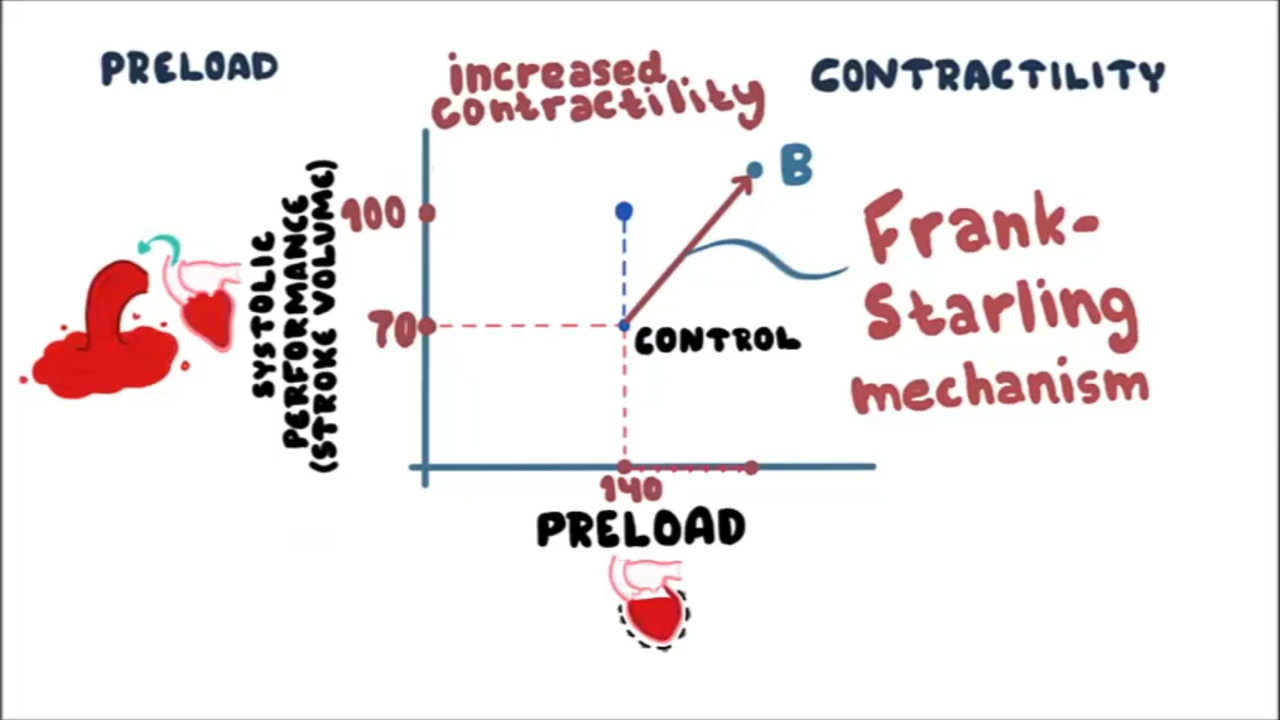 PRELOAD
increased
contractility
CONTRACTILITY
SYSTOLIC
PERFORMANCE
(STROKE VOLUME)
100
70
B
CONTROL
Frank-
Starling
mechanism
140
PRELOAD